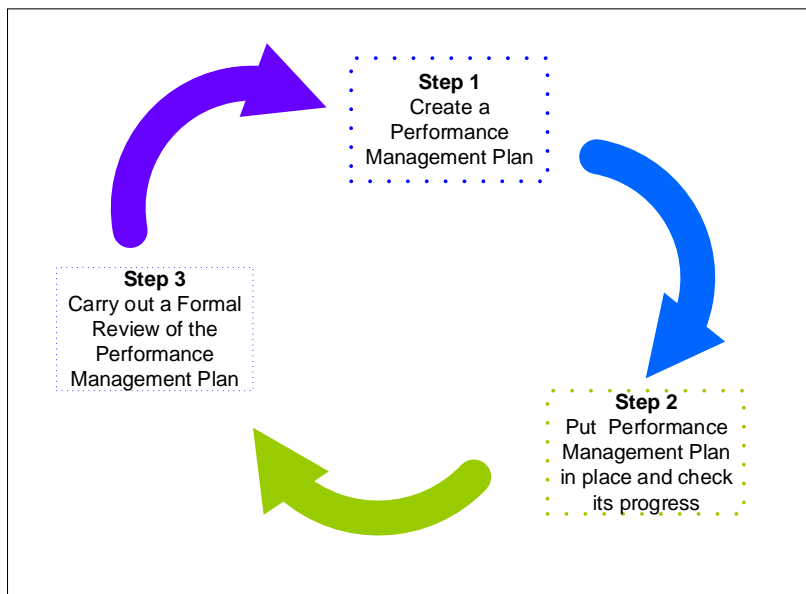 Step 1
Create a
Performance
Management Plan
Step 2
Put  Performance
Management Plan
in place and check
its progress
Step 3
Carry out a Formal
Review of the
Performance
Management Plan